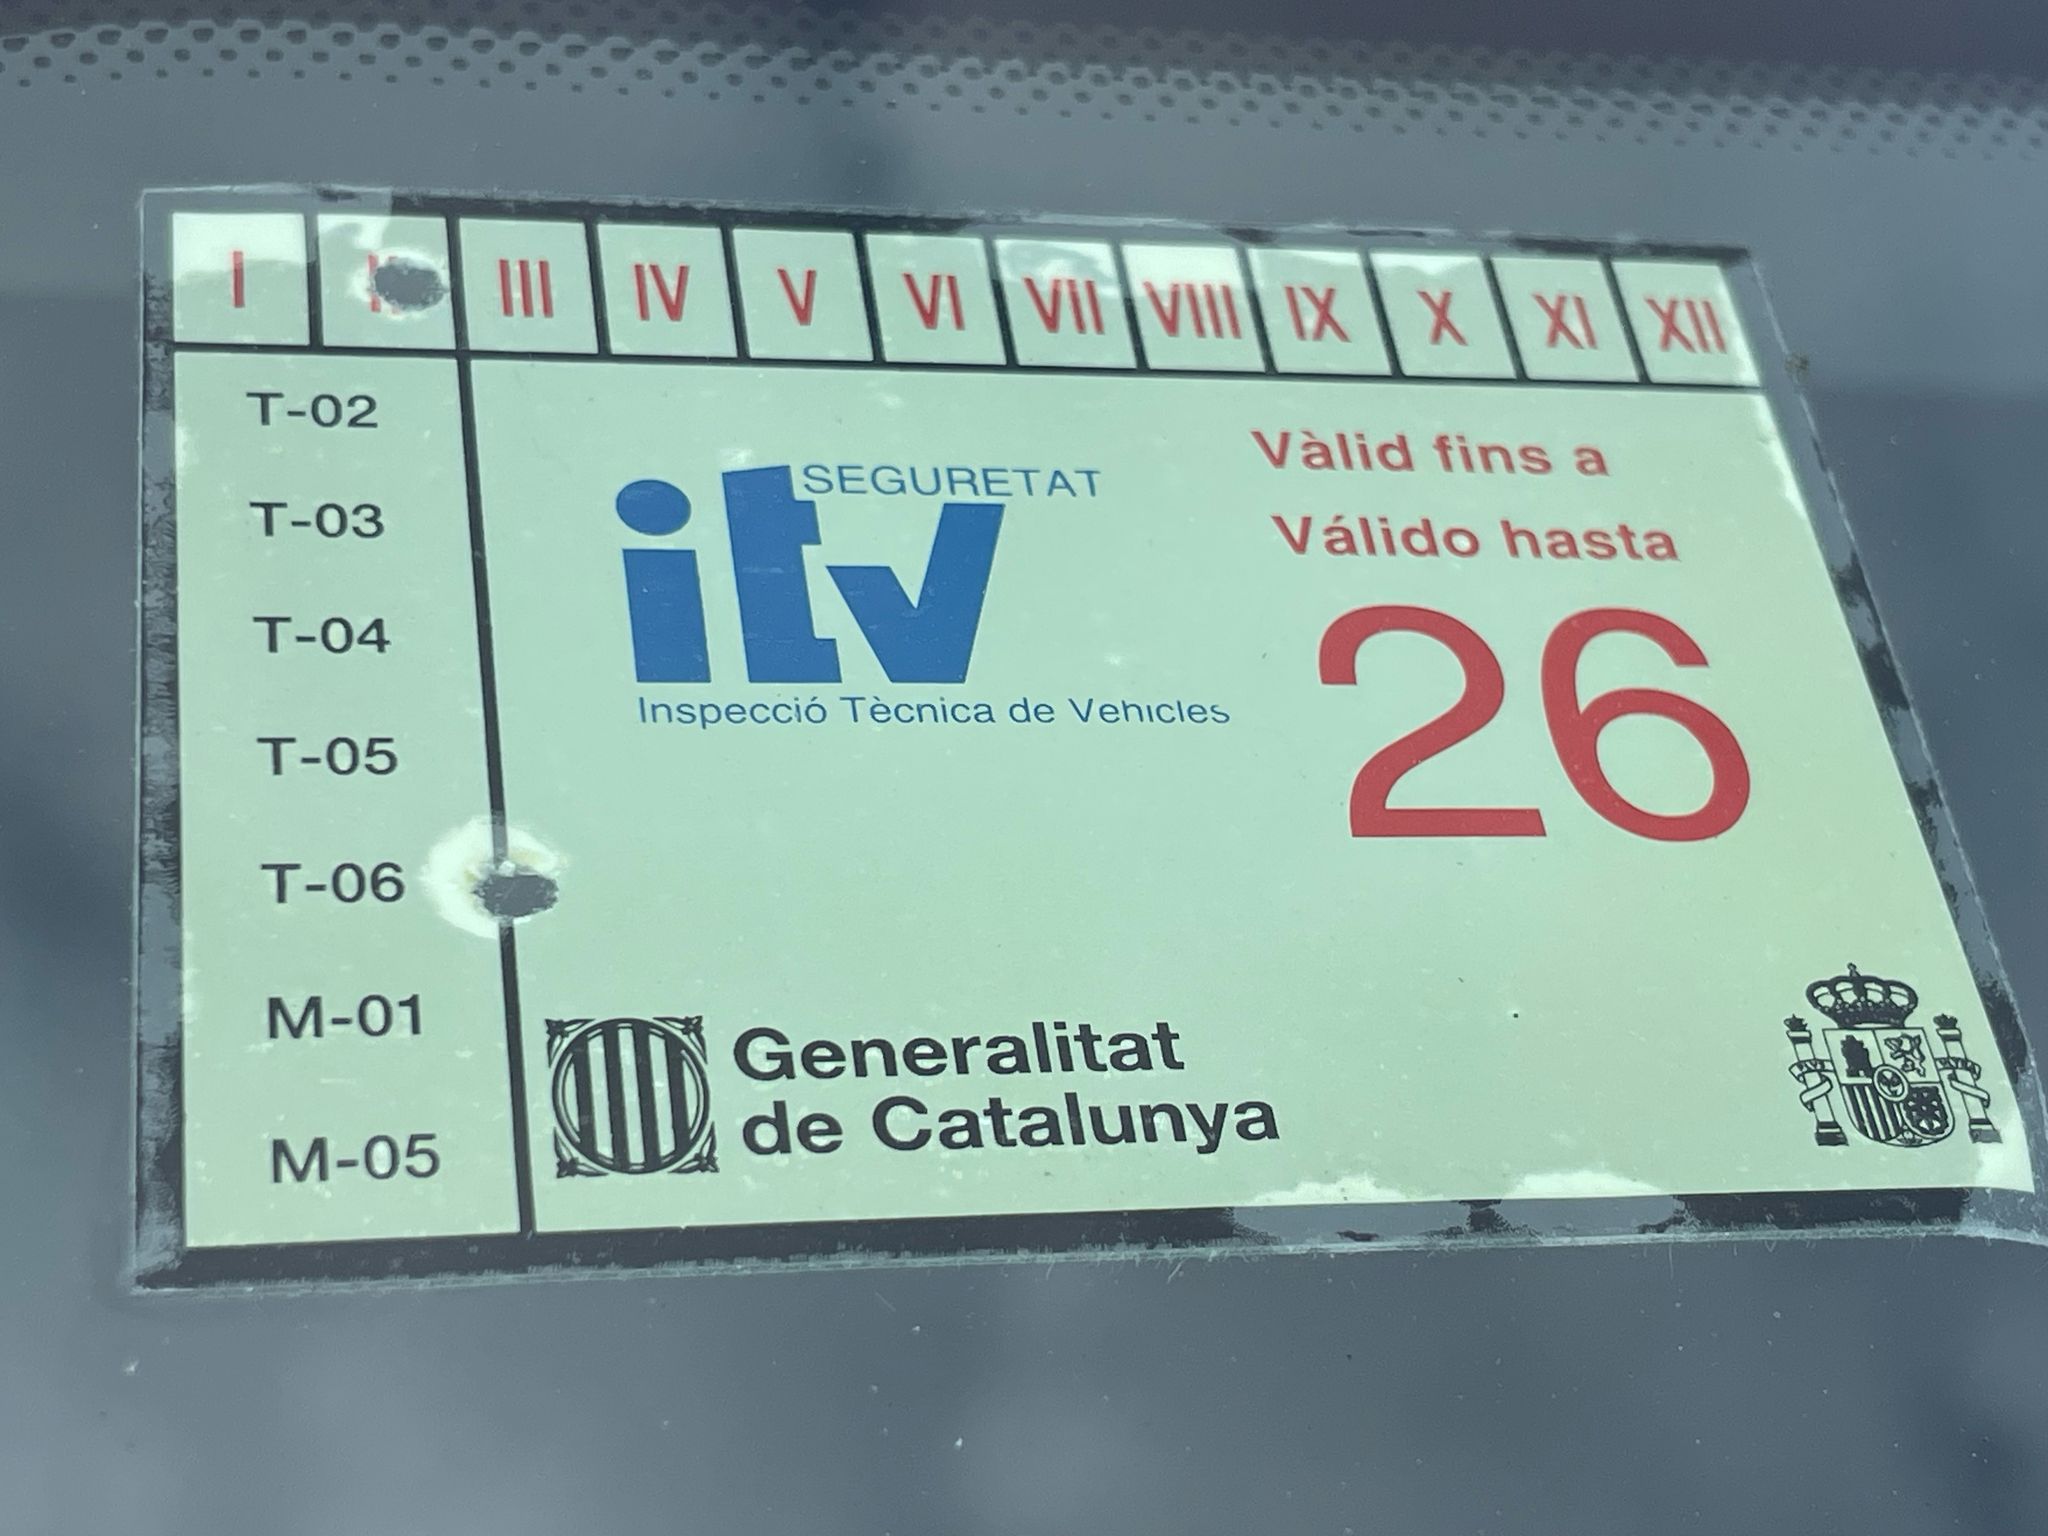 I II III IV V VI VII VIII IX X XI XII
T-02
T-03
T-04
T-05
T-06
M-01
M-05
itv SEGURETAT
Inspecció Tècnica de Vehicles
Vàlid fins a
Válido hasta
26
Generalitat
de Catalunya